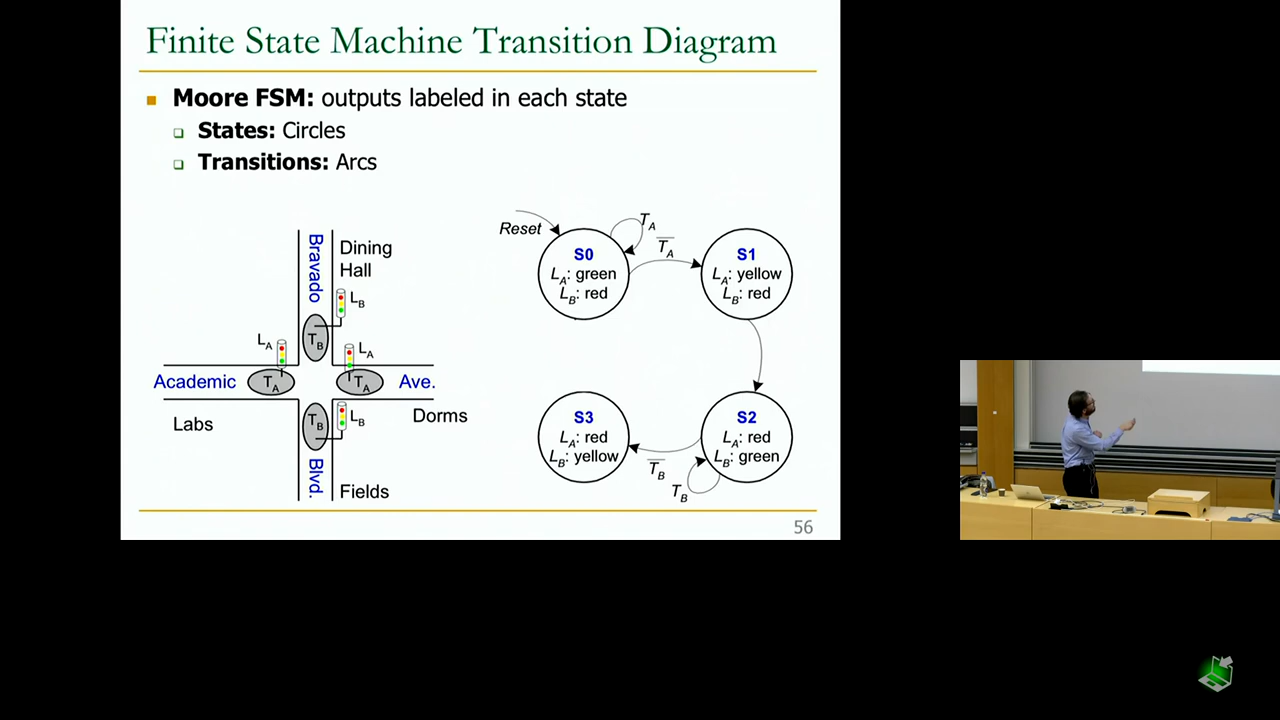 Finite State Machine Transition Diagram
Moore FSM: outputs labeled in each state
States: Circles
Transitions: Arcs
Bravado
Dining
Hall
L_B
T_B
L_A
L_A
Academic
T_A
T_A
Ave.
Labs
T_B
L_B
Dorms
Blvd.
Fields
Reset
T_A
T̅_A
S0
L_A: green
L_B: red
S1
L_A: yellow
L_B: red
S3
L_A: red
L_B: yellow
S2
L_A: red
L_B: green
T̅_B
T_B
56